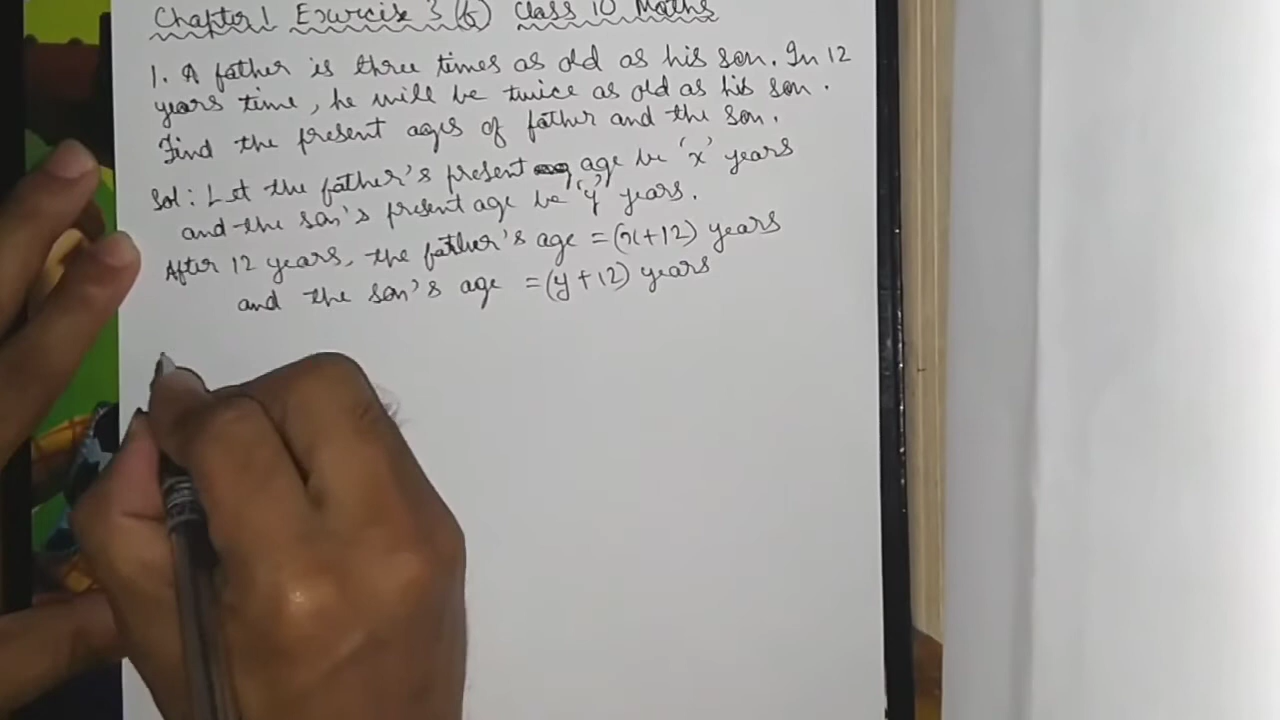 Chapter 1 Exercise 3(b) Class 10 Maths
1. A father is three times as old as his son. In 12
years time, he will be twice as old as his son.
Find the present ages of father and the son.
Sol: Let the father's present age be 'x' years
and the son's present age be 'y' years.
After 12 years, the father's age = (x+12) years
and the son's age = (y+12) years